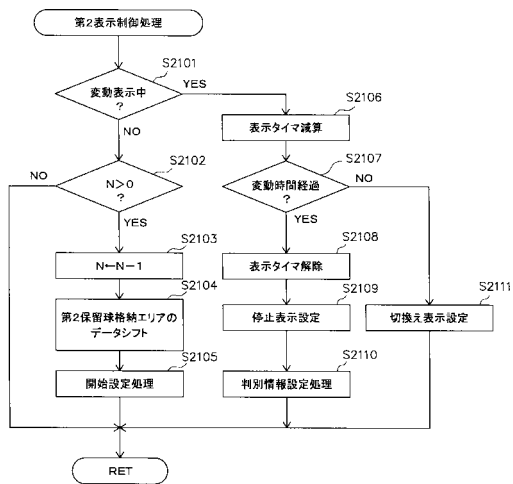 第2表示制御処理
S2101
変動表示中
?
YES
NO
S2102
N>0
?
NO
YES
S2103
N←N−1
S2104
第2保留球格納エリアの
データシフト
S2105
開始設定処理
S2106
表示タイマ減算
S2107
変動時間経過
?
NO
YES
S2108
表示タイマ解除
S2109
停止表示設定
S2110
判別情報設定処理
S2111
切換え表示設定
RET